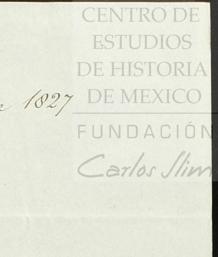 CENTRO DE
ESTUDIOS
DE HISTORIA
DE MEXICO
1827
FUNDACIÓN
Carlos Slim